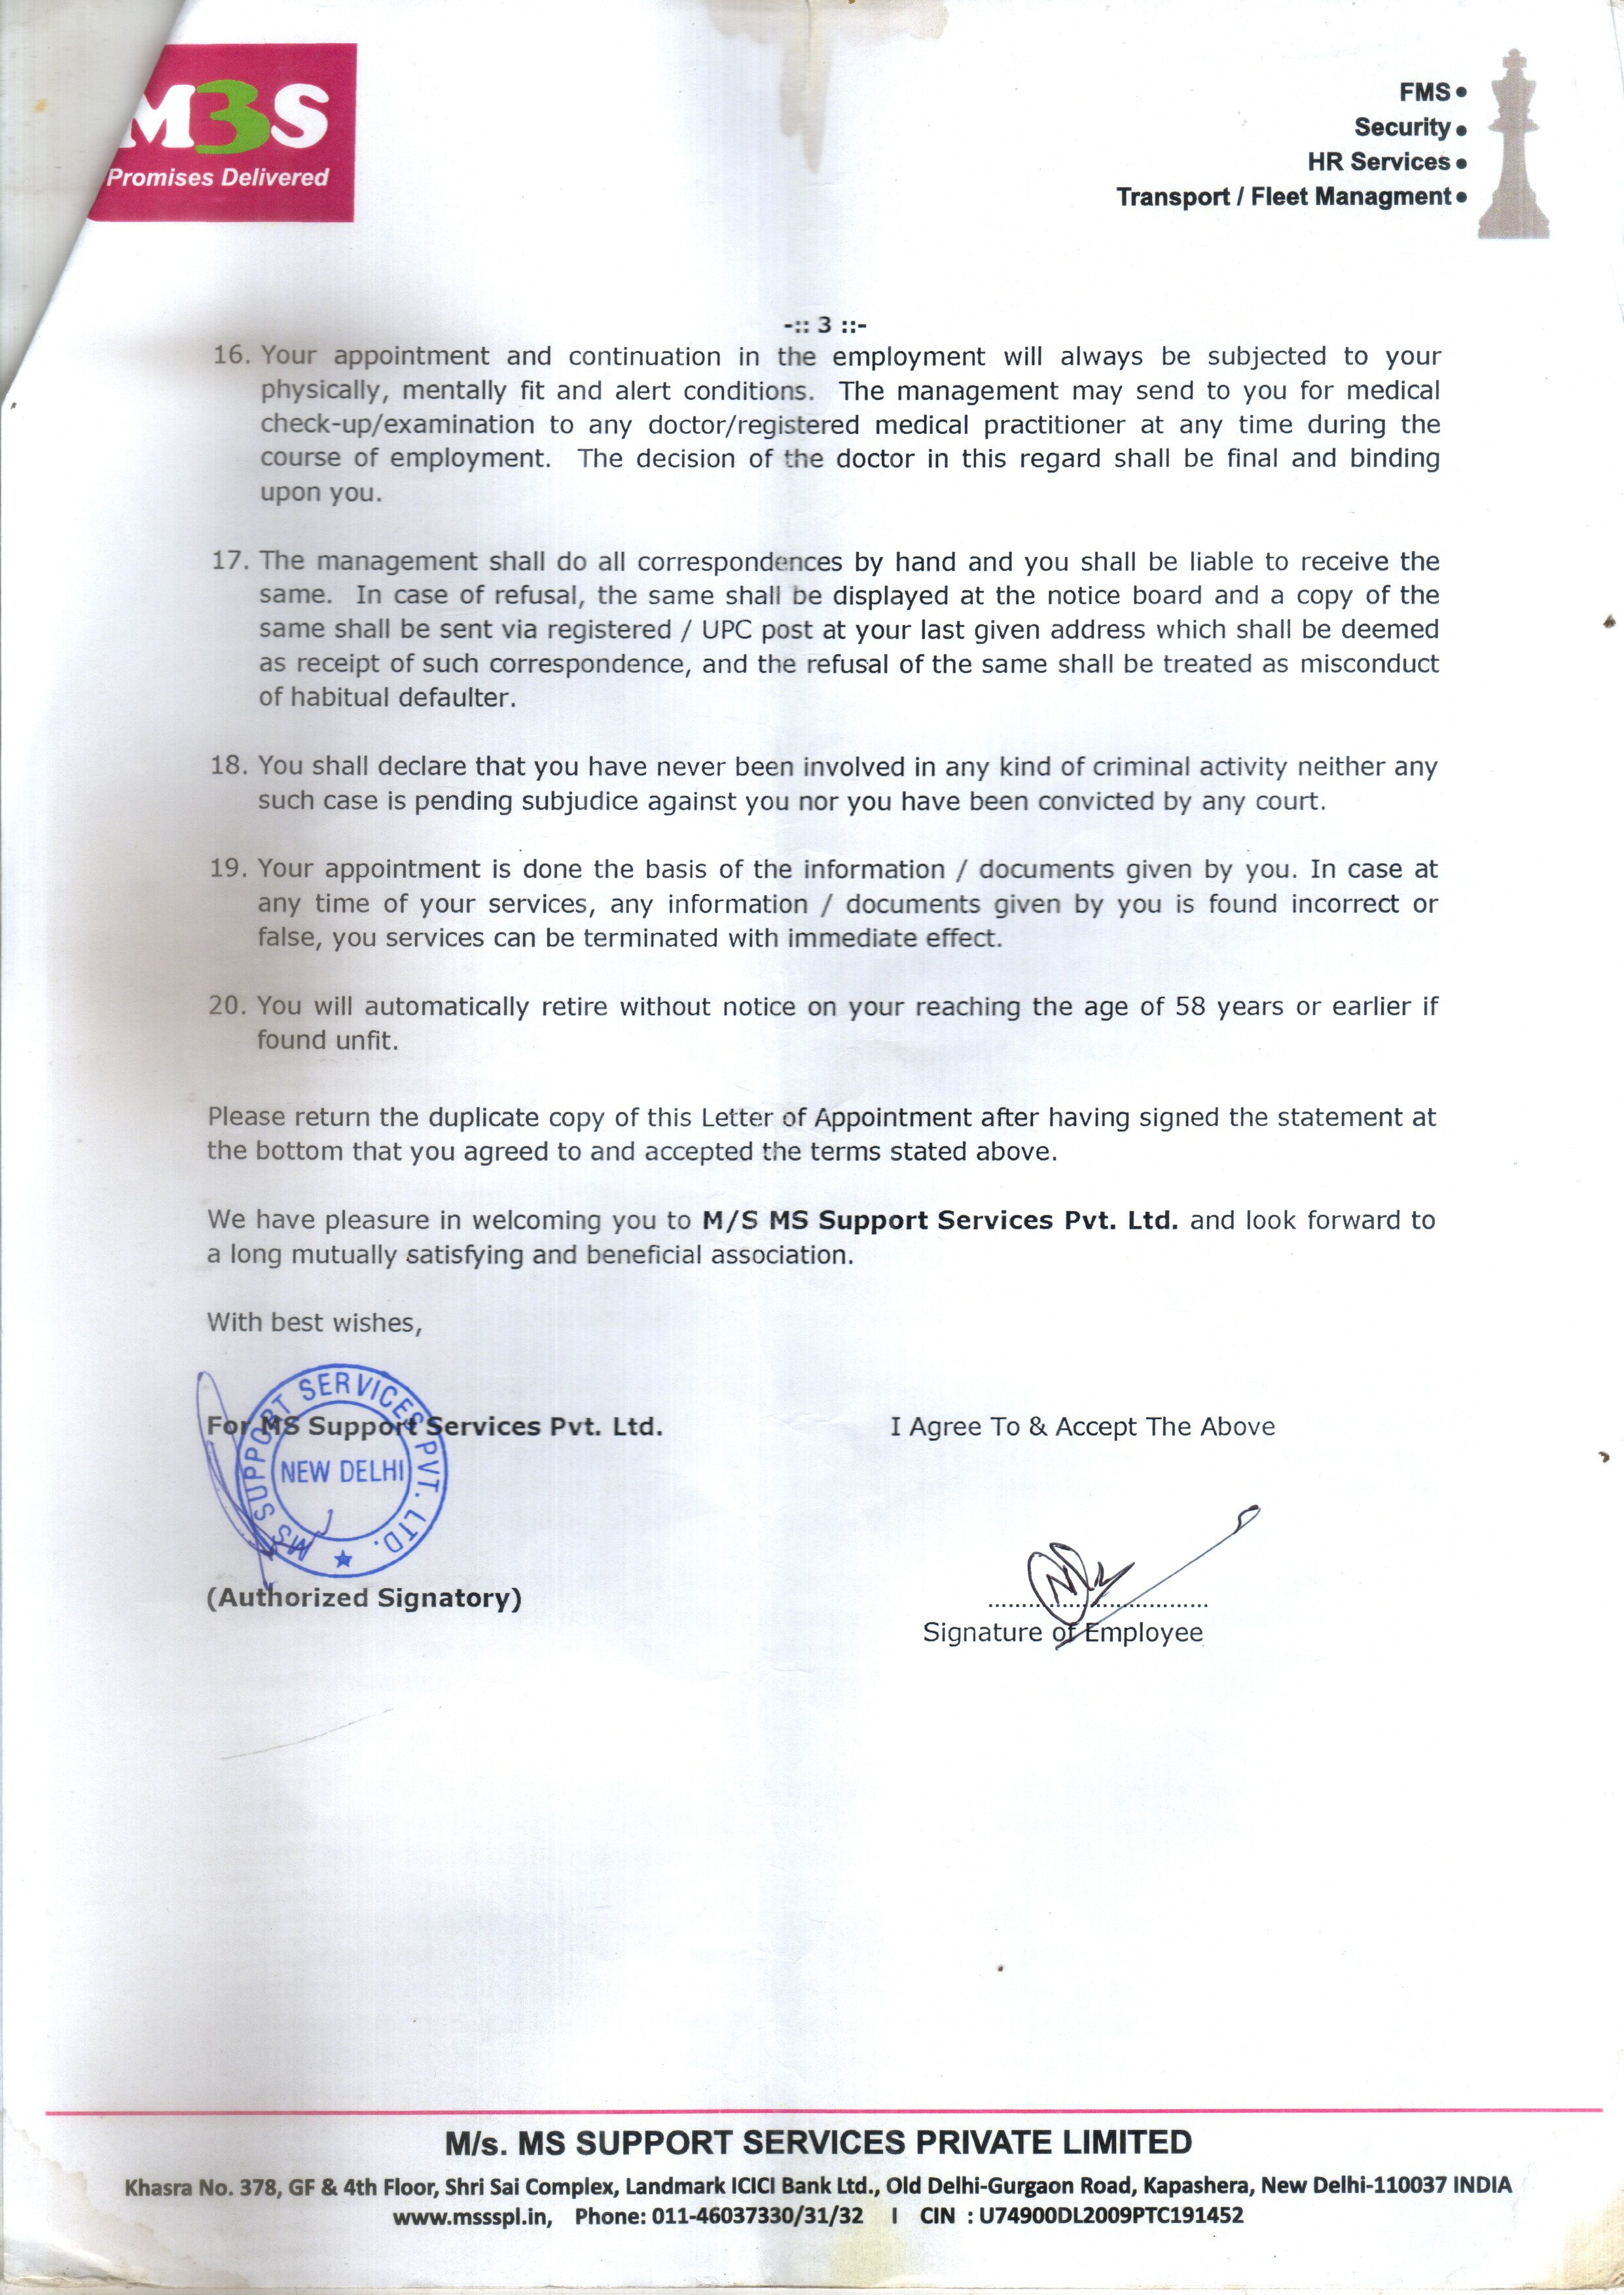 M3S
Promises Delivered
FMS •
Security •
HR Services •
Transport / Fleet Managment •
-:: 3 ::-
16. Your appointment and continuation in the employment will always be subjected to your
physically, mentally fit and alert conditions. The management may send to you for medical
check-up/examination to any doctor/registered medical practitioner at any time during the
course of employment. The decision of the doctor in this regard shall be final and binding
upon you.
17. The management shall do all correspondences by hand and you shall be liable to receive the
same. In case of refusal, the same shall be displayed at the notice board and a copy of the
same shall be sent via registered / UPC post at your last given address which shall be deemed
as receipt of such correspondence, and the refusal of the same shall be treated as misconduct
of habitual defaulter.
18. You shall declare that you have never been involved in any kind of criminal activity neither any
such case is pending subjudice against you nor you have been convicted by any court.
19. Your appointment is done the basis of the information / documents given by you. In case at
any time of your services, any information / documents given by you is found incorrect or
false, you services can be terminated with immediate effect.
20. You will automatically retire without notice on your reaching the age of 58 years or earlier if
found unfit.
Please return the duplicate copy of this Letter of Appointment after having signed the statement at
the bottom that you agreed to and accepted the terms stated above.
We have pleasure in welcoming you to M/S MS Support Services Pvt. Ltd. and look forward to
a long mutually satisfying and beneficial association.
With best wishes,
For MS Support Services Pvt. Ltd.
I Agree To & Accept The Above
MS SUPPORT SERVICES PVT. LTD.
NEW DELHI
(Authorized Signatory)
Signature of Employee
M/s. MS SUPPORT SERVICES PRIVATE LIMITED
Khasra No. 378, GF & 4th Floor, Shri Sai Complex, Landmark ICICI Bank Ltd., Old Delhi-Gurgaon Road, Kapashera, New Delhi-110037 INDIA
www.mssspl.in, Phone: 011-46037330/31/32 I CIN : U74900DL2009PTC191452